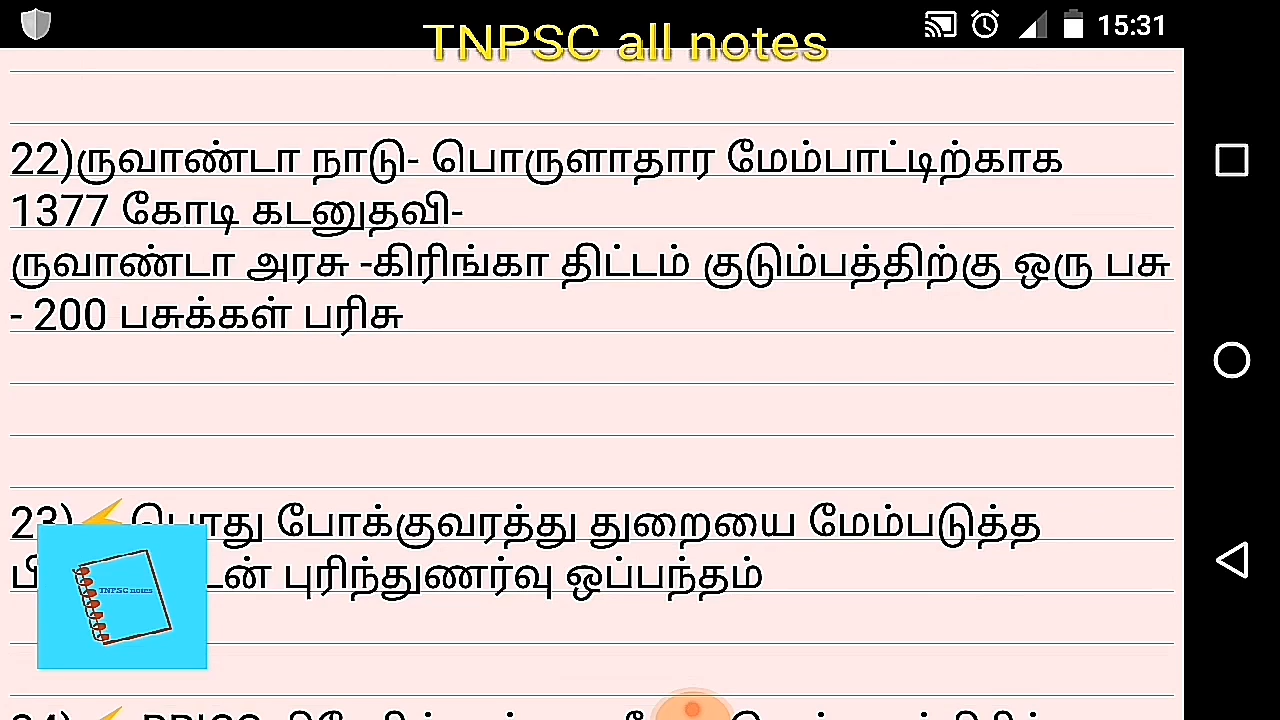 TNPSC all notes
15:31
22)ருவாண்டா நாடு- பொருளாதார மேம்பாட்டிற்காக
1377 கோடி கடனுதவி-
ருவாண்டா அரசு -கிரிங்கா திட்டம் குடும்பத்திற்கு ஒரு பசு
- 200 பசுக்கள் பரிசு
23)⚡பொது போக்குவரத்து துறையை மேம்படுத்த
புரிந்துணர்வு ஒப்பந்தம்
TNPSC notes